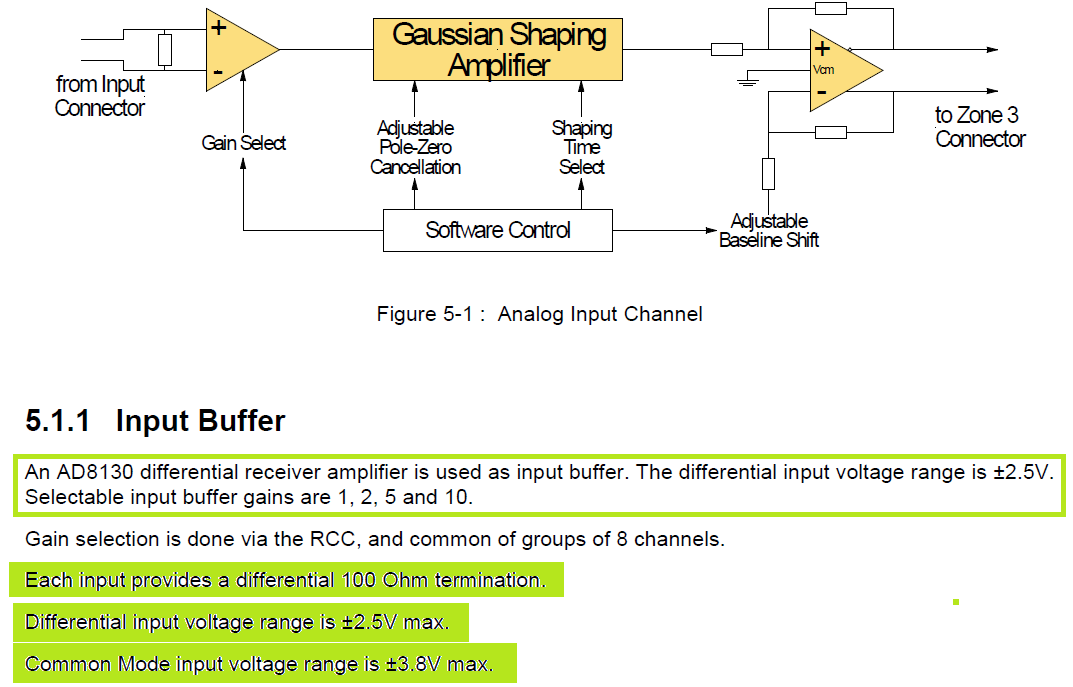 +
-
from Input
Connector
Gain Select
Gaussian Shaping
Amplifier
Adjustable
Pole-Zero
Cancellation
Shaping
Time
Select
Software Control
+
Vcm
-
to Zone 3
Connector
Adjustable
Baseline Shift
Figure 5-1 : Analog Input Channel
5.1.1 Input Buffer
An AD8130 differential receiver amplifier is used as input buffer. The differential input voltage range is ±2.5V.
Selectable input buffer gains are 1, 2, 5 and 10.
Gain selection is done via the RCC, and common of groups of 8 channels.
Each input provides a differential 100 Ohm termination.
Differential input voltage range is ±2.5V max.
Common Mode input voltage range is ±3.8V max.